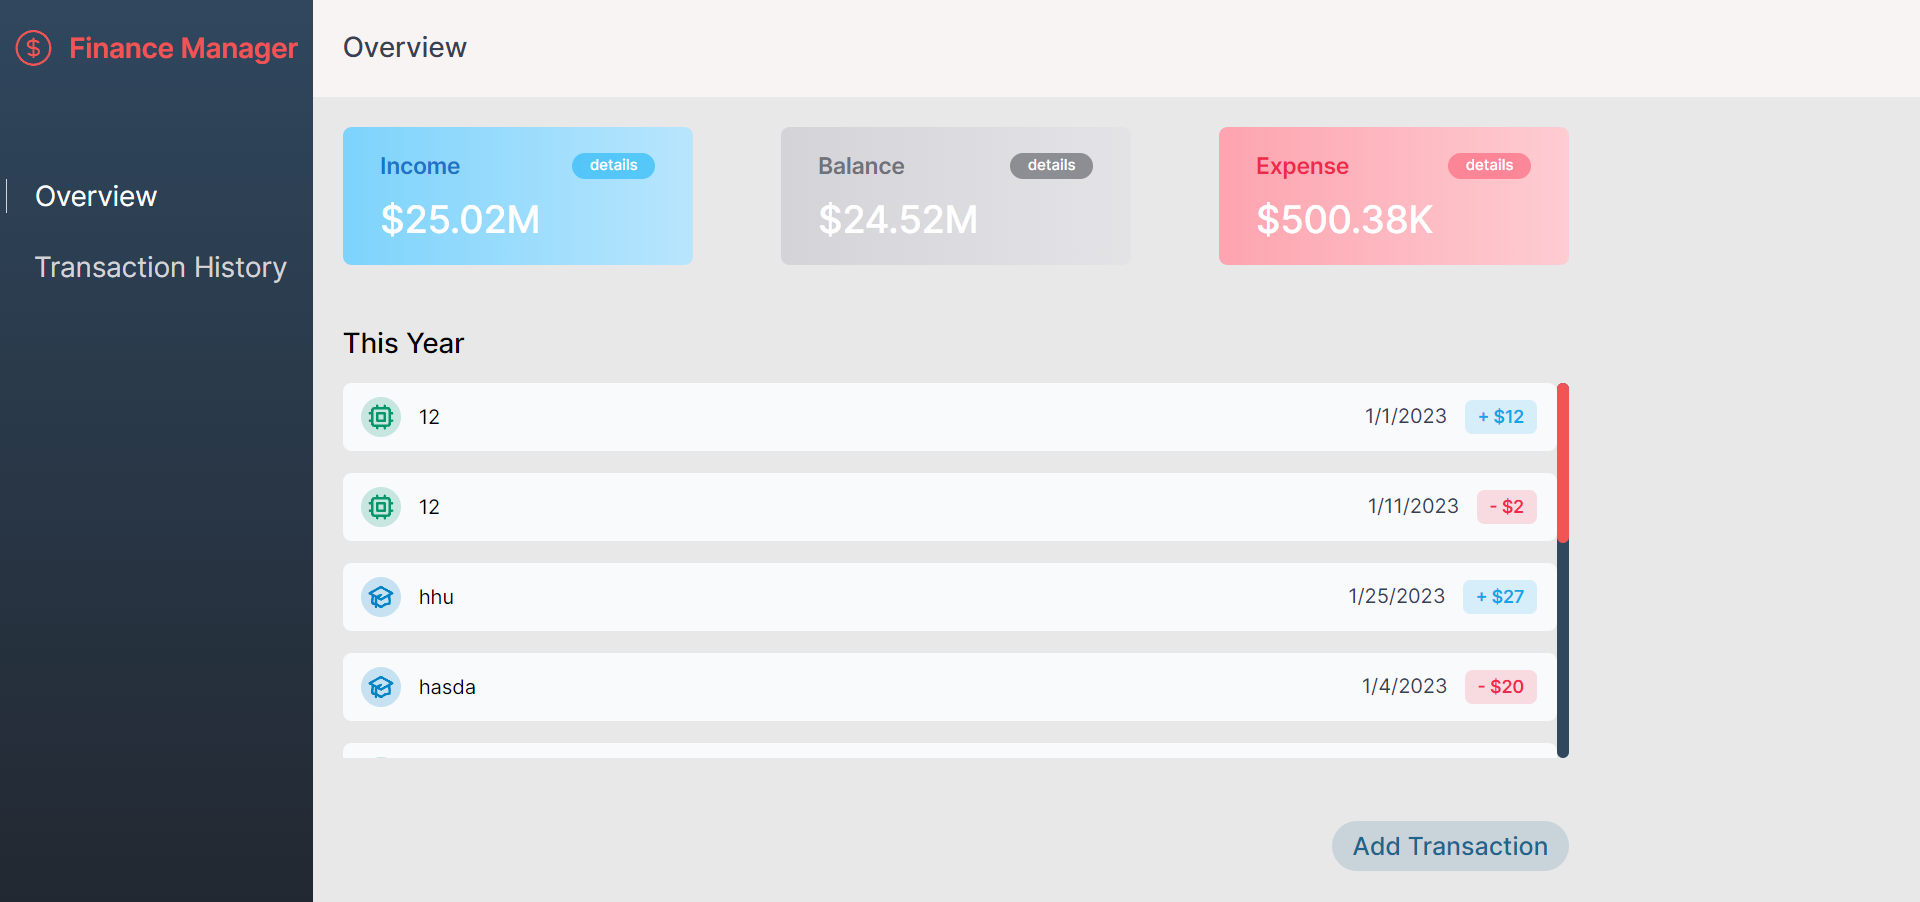 Finance Manager
Overview
Transaction History
Overview
Income
details
$25.02M
Balance
details
$24.52M
Expense
details
$500.38K
This Year
12 1/1/2023 + $12
12 1/11/2023 - $2
hhu 1/25/2023 + $27
hasda 1/4/2023 - $20
Add Transaction